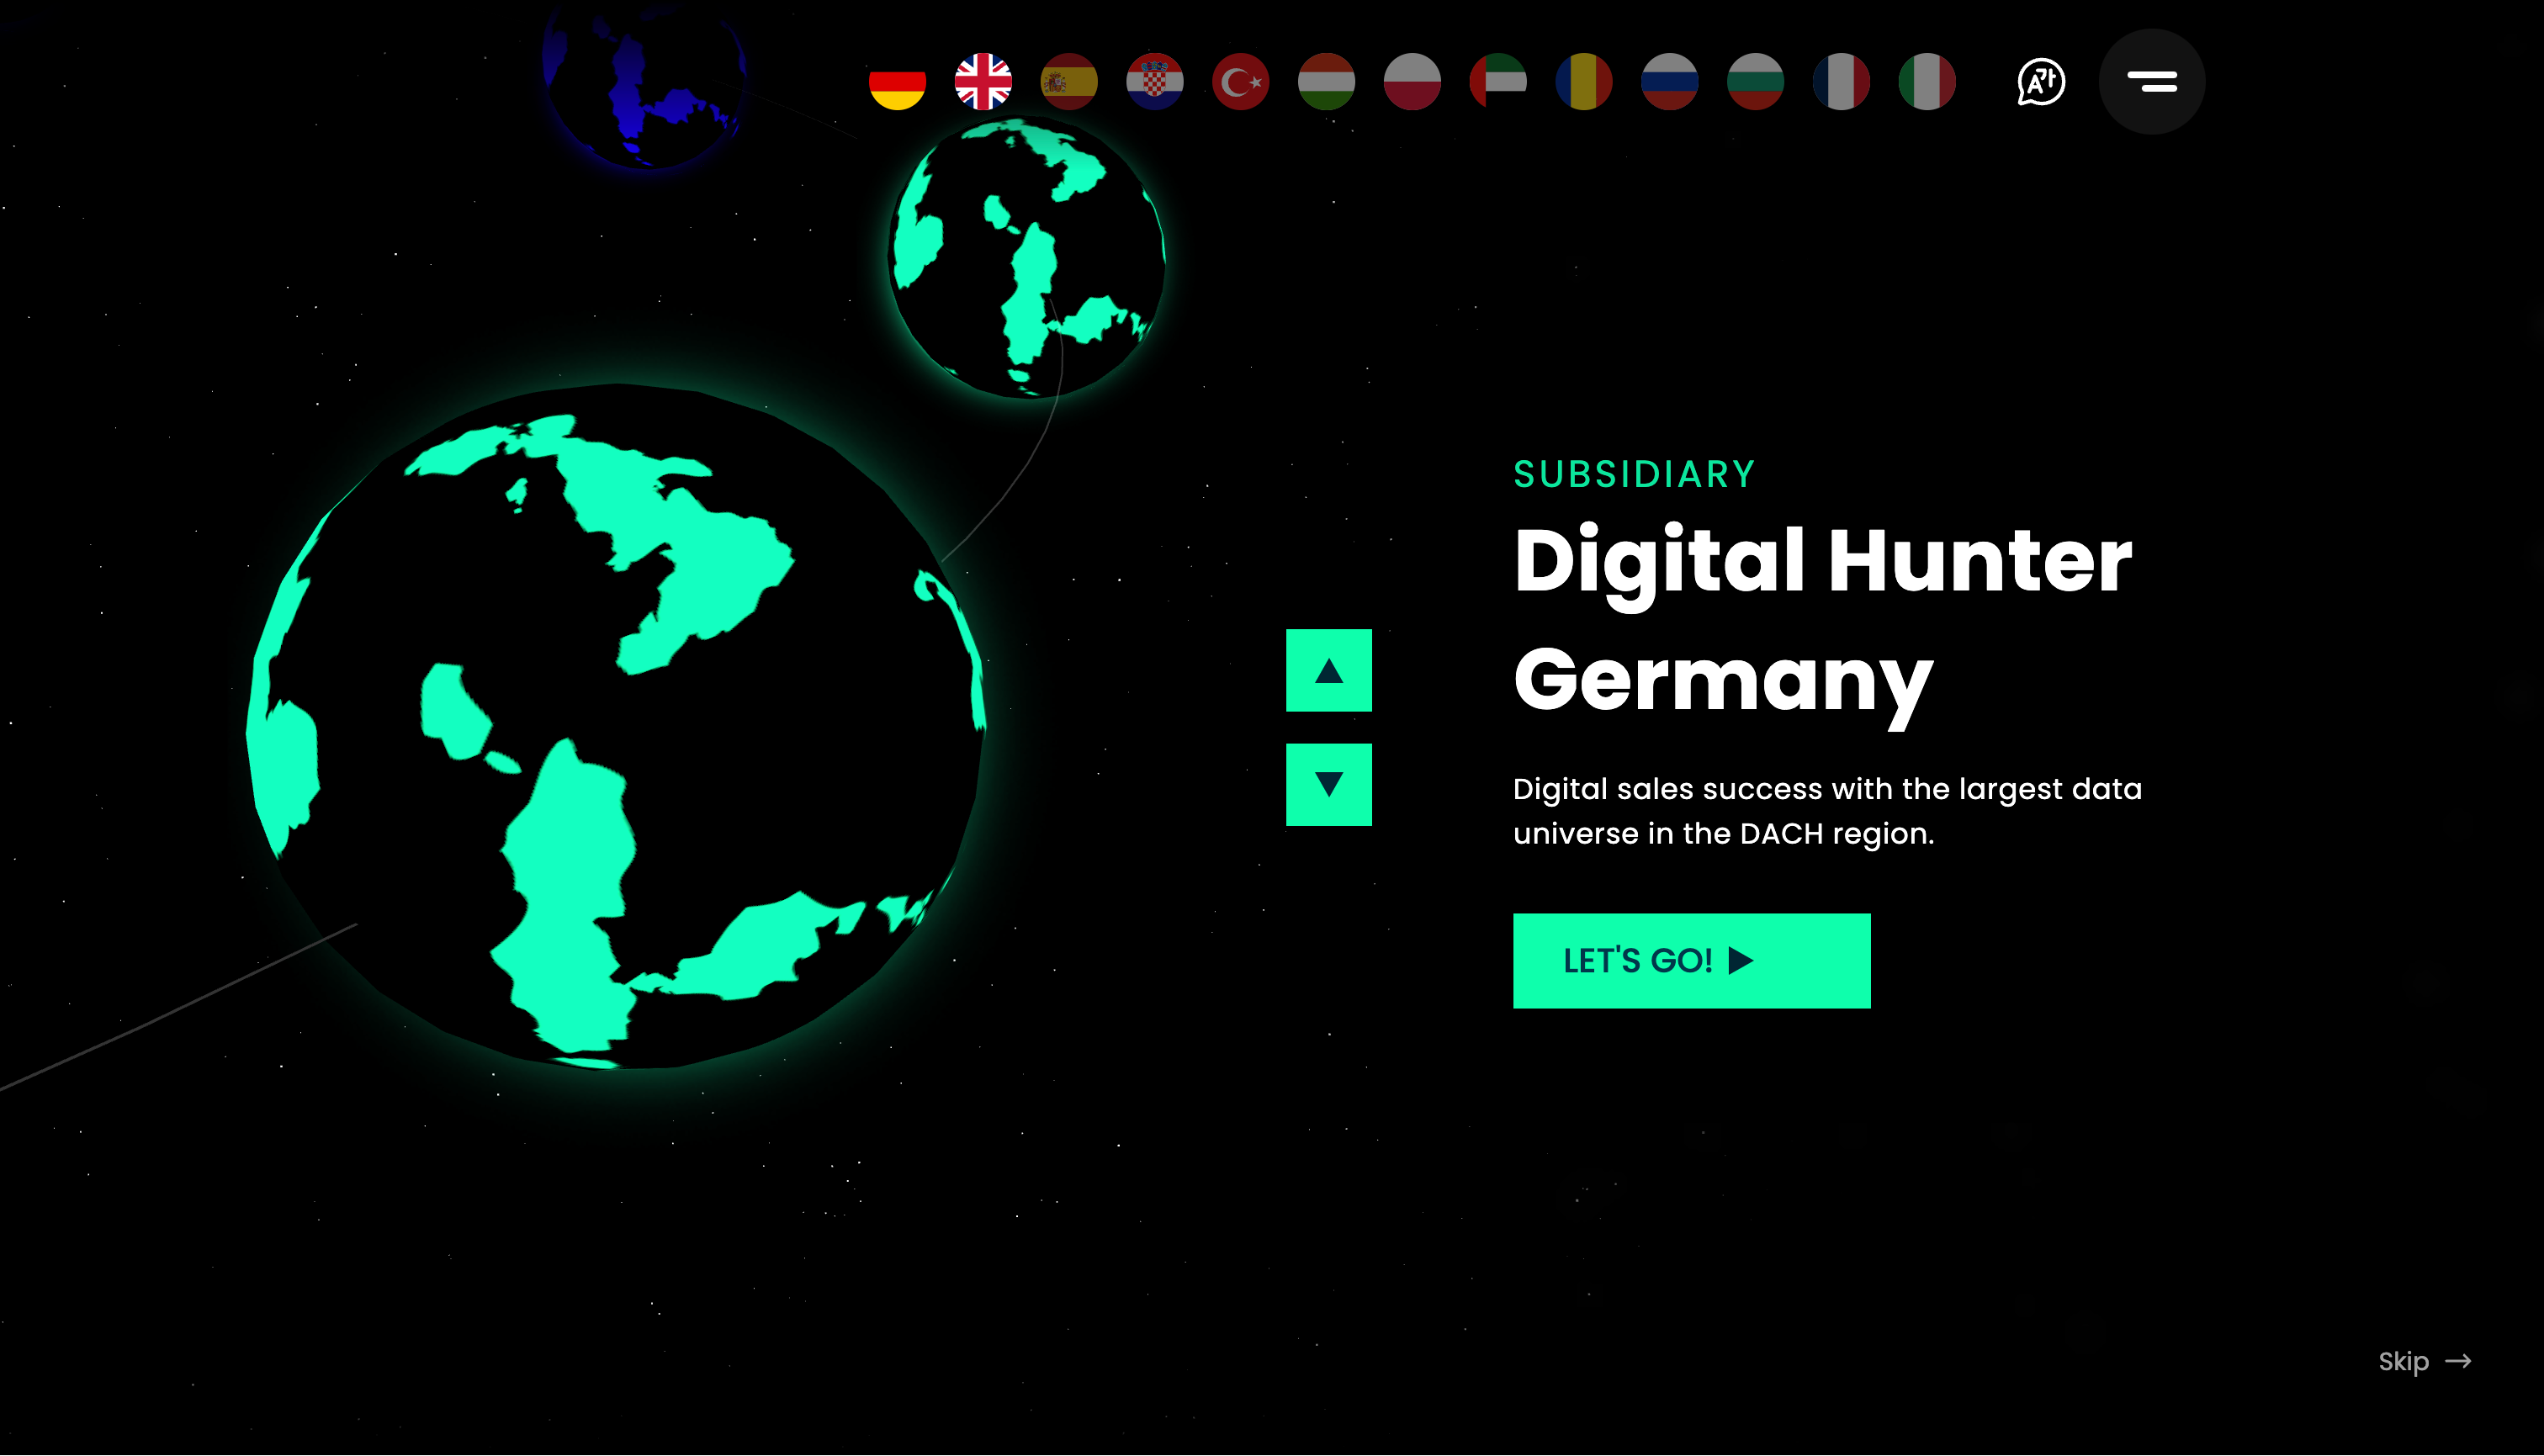 SUBSIDIARY
Digital Hunter
Germany
Digital sales success with the largest data
universe in the DACH region.
LET'S GO!
Skip